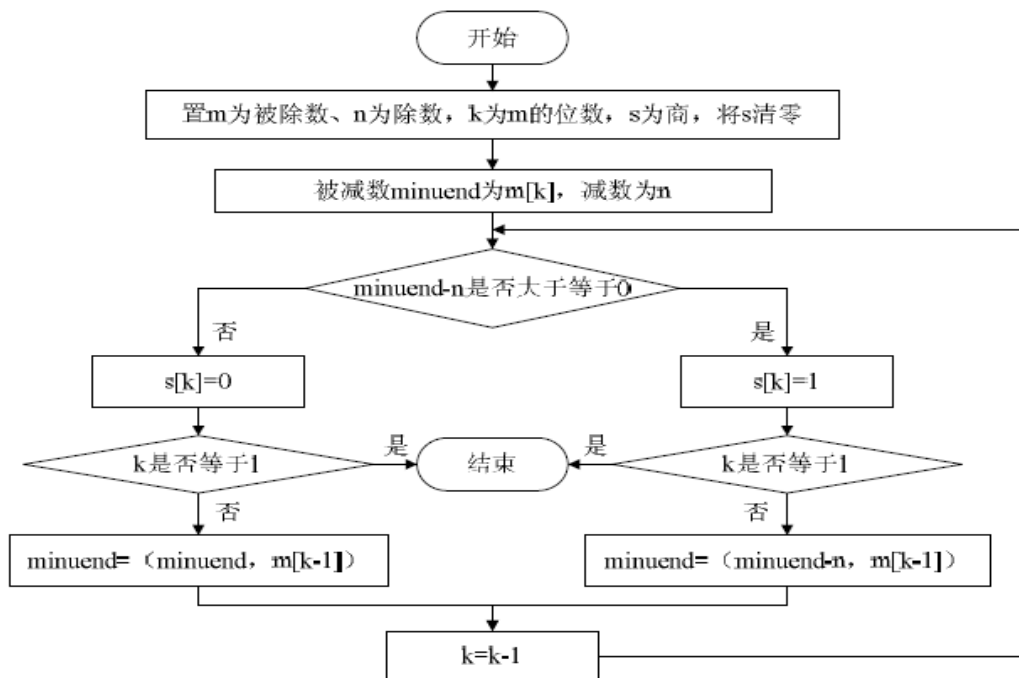 开始
置m为被除数、n为除数，k为m的位数，s为商，将s清零
被减数minuend为m[k]，减数为n
minuend-n是否大于等于0
否
是
s[k]=0
s[k]=1
k是否等于1
是
结束
是
k是否等于1
否
否
minuend=（minuend，m[k-1]）
minuend=（minuend-n，m[k-1]）
k=k-1